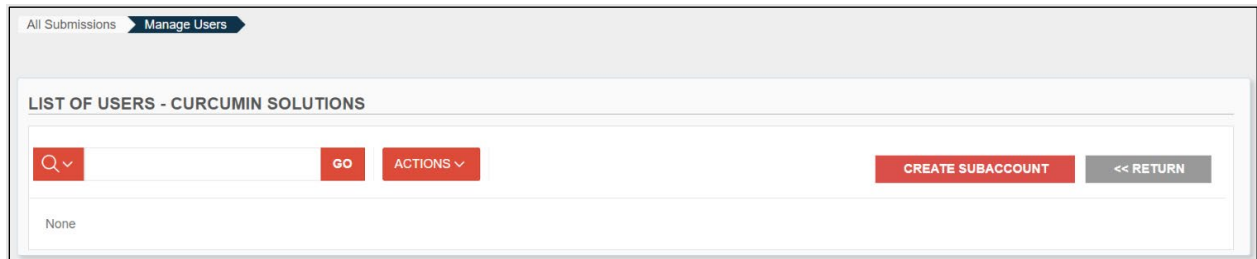 All Submissions Manage Users
LIST OF USERS - CURCUMIN SOLUTIONS
GO ACTIONS CREATE SUBACCOUNT << RETURN
None